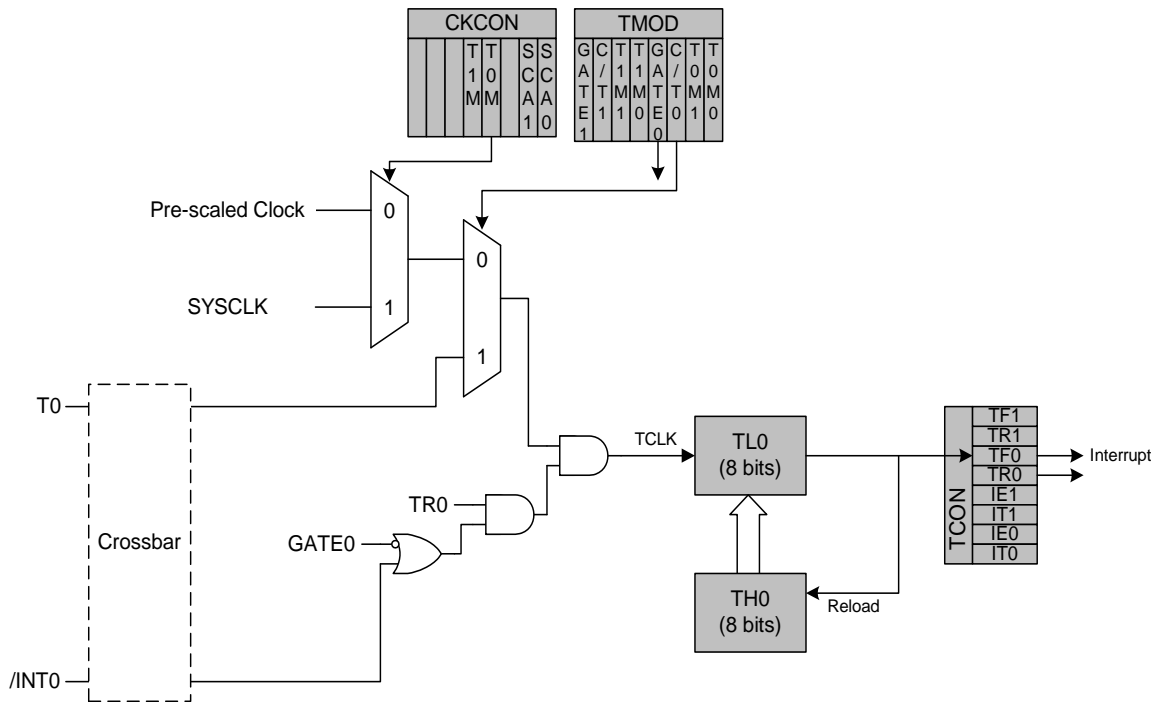 CKCON
T1M
T0M
SCA1
SCA0
TMOD
GATE1
C/T1
T1M1
T1M0
GATE0
C/T0
T0M1
T0M0
Pre-scaled Clock
0
SYSCLK
1
0
1
T0
Crossbar
/INT0
TR0
GATE0
TCLK
TL0
(8 bits)
TH0
(8 bits)
Reload
TCON
TF1
TR1
TF0
TR0
IE1
IT1
IE0
IT0
Interrupt